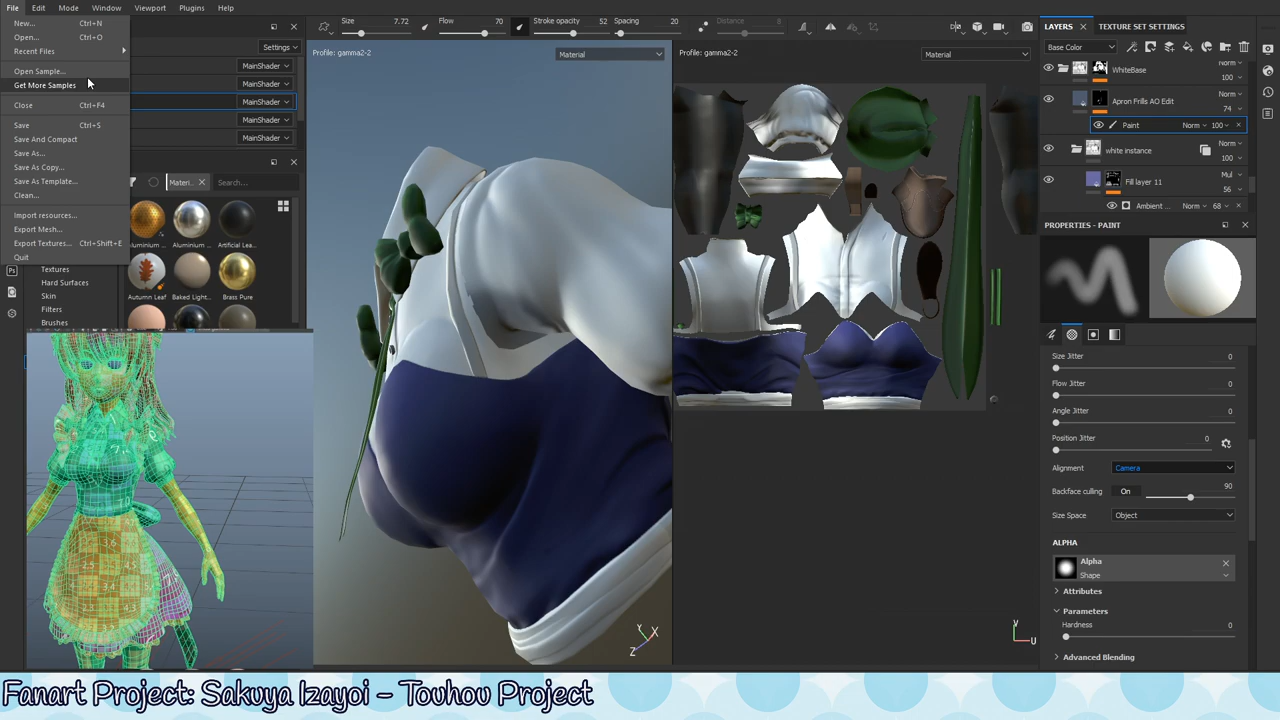 File Edit Mode Window Viewport Plugins Help
New... Ctrl+N
Open... Ctrl+O
Recent Files
Open Sample...
Get More Samples
Close Ctrl+F4
Save Ctrl+S
Save And Compact
Save As...
Save As Copy...
Save As Template...
Clean...
Import resources...
Export Mesh...
Export Textures... Ctrl+Shift+E
Quit
Settings
MainShader
MainShader
MainShader
MainShader
MainShader
Materi... Search...
Aluminium ... Aluminium ... Artificial Lea...
Autumn Leaf Baked Light... Brass Pure
Textures
Hard Surfaces
Skin
Filters
Brushes
Size 7.72 Flow 70 Stroke opacity 52 Spacing 20 Distance 8
Profile: gamma2-2 Material
Profile: gamma2-2 Material
Y X
Z
V
U
LAYERS TEXTURE SET SETTINGS
Base Color
WhiteBase Norm 100
Apron Frills AO Edit Norm 74
Paint Norm 100
white instance Norm 100
Fill layer 11 Mul 56
Ambient ... Norm 68
PROPERTIES - PAINT
Size Jitter 0
Flow Jitter 0
Angle Jitter 0
Position Jitter 0
Alignment Camera
Backface culling On 90
Size Space Object
ALPHA
Alpha
Shape
Attributes
Parameters
Hardness 0
Advanced Blending
Fanart Project: Sakuya Izayoi - Touhou Project